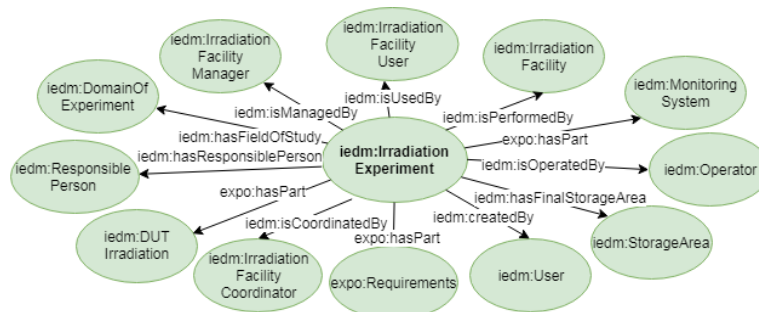 iedm:Irradiation
Facility
User
iedm:Irradiation
Facility
Manager
iedm:Irradiation
Facility
iedm:DomainOf
Experiment
iedm:Monitoring
System
iedm:isUsedBy
iedm:isManagedBy
iedm:isPerformedBy
iedm:hasFieldOfStudy
expo:hasPart
iedm:Irradiation
Experiment
iedm:hasResponsiblePerson
iedm:isOperatedBy
iedm:Responsible
Person
iedm:Operator
expo:hasPart
iedm:hasFinalStorageArea
iedm:isCoordinatedBy
iedm:createdBy
expo:hasPart
iedm:DUT
Irradiation
iedm:StorageArea
iedm:Irradiation
Facility
Coordinator
expo:Requirements
iedm:User